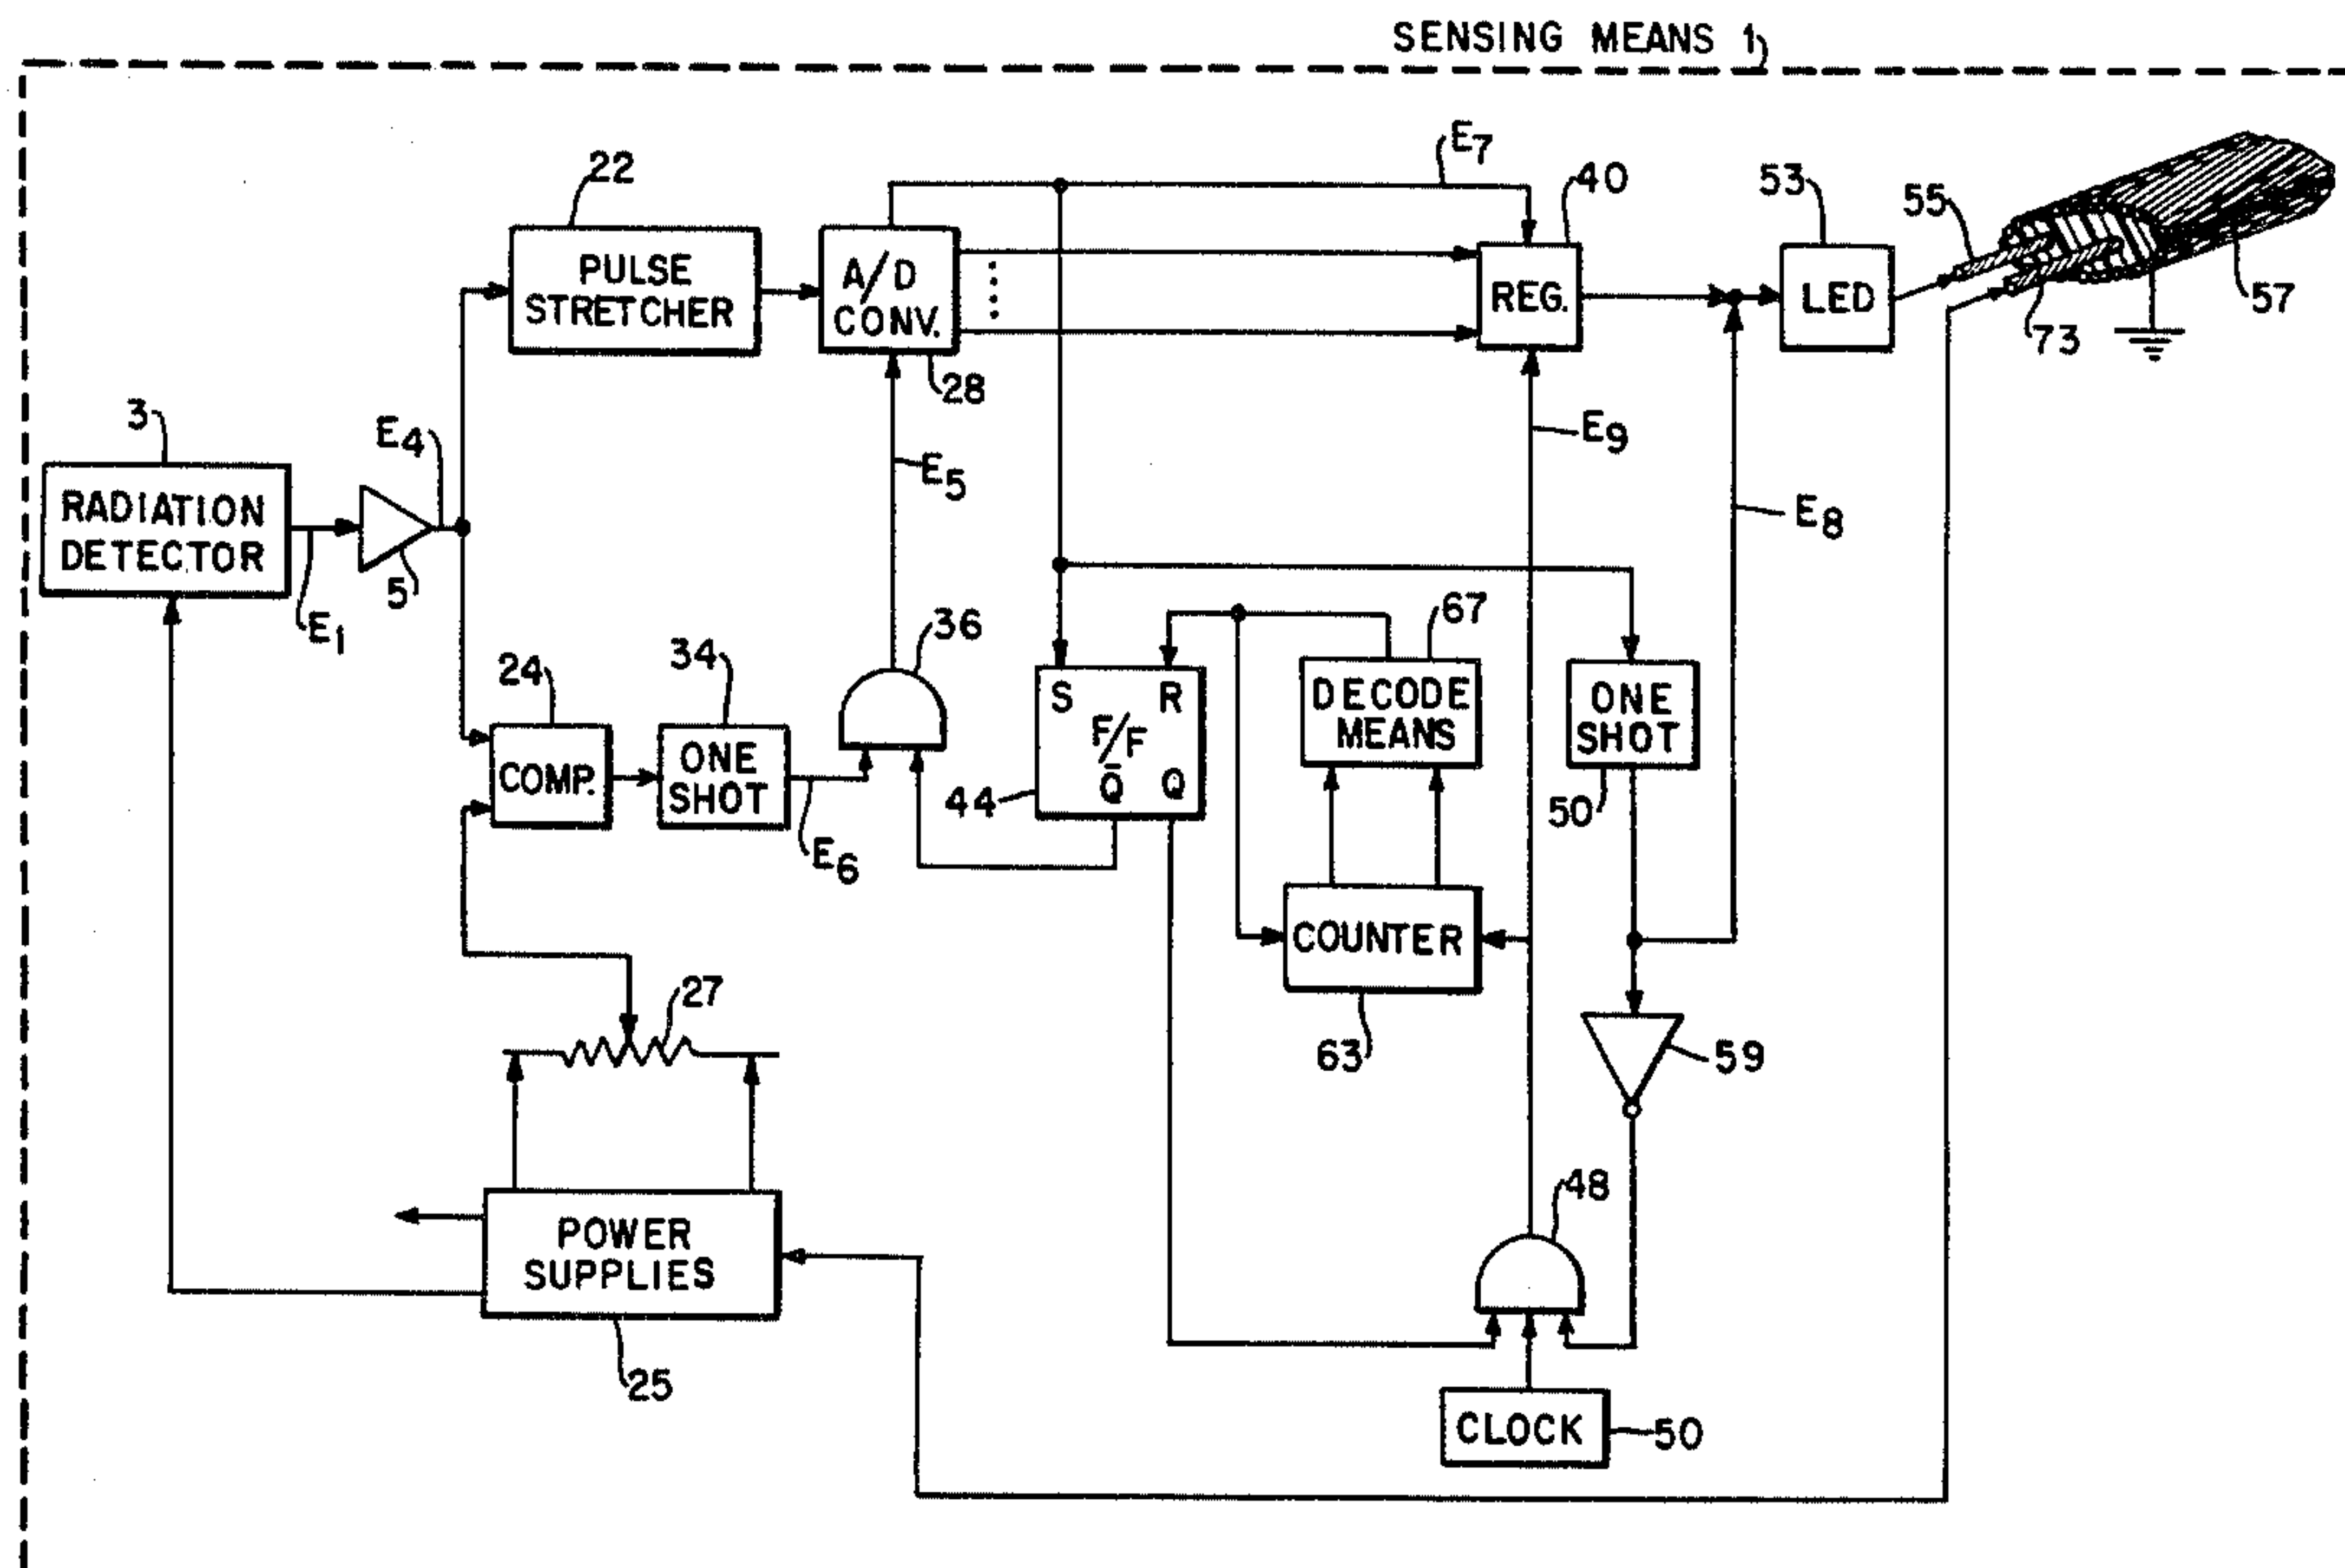 SENSING MEANS 1
E7
22
40
53
55
PULSE
STRETCHER
A/D
CONV.
REG.
LED
57
73
28
3
E4
E9
E5
E8
RADIATION
DETECTOR
5
E1
36
67
24
34
S R
F/F
Q̄ Q
DECODE
MEANS
ONE
SHOT
COMP.
ONE
SHOT
44
50
E6
COUNTER
27
63
59
48
POWER
SUPPLIES
25
CLOCK
50